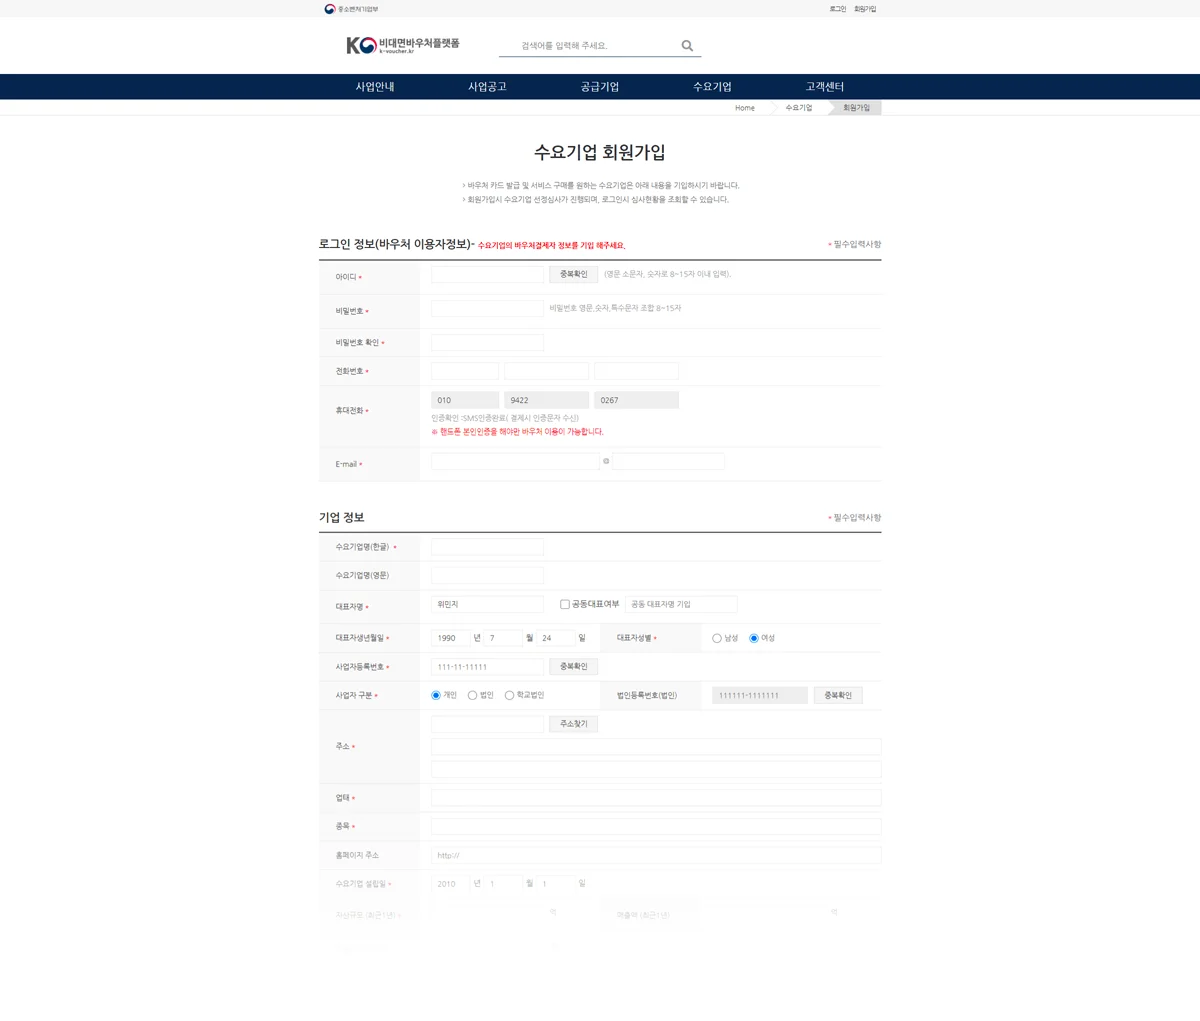 중소벤처기업부
로그인 회원가입
KO 비대면바우처플랫폼
k-voucher.kr
검색어를 입력해 주세요.
사업안내 사업공고 공급기업 수요기업 고객센터
Home 수요기업 회원가입
수요기업 회원가입
> 바우처 카드 발급 및 서비스 구매를 원하는 수요기업은 아래 내용을 기입하시기 바랍니다.
> 회원가입시 수요기업 선정심사가 진행되며, 로그인시 심사현황을 조회할 수 있습니다.
로그인 정보(바우처 이용자정보)- 수요기업의 바우처결제자 정보를 기입 해주세요.
* 필수입력사항
아이디 * 중복확인 (영문 소문자, 숫자로 8~15자 이내 입력).
비밀번호 * 비밀번호 영문,숫자,특수문자 조합 8~15자
비밀번호 확인 *
전화번호 *
휴대전화 * 010 9422 0267
인증확인 :SMS인증완료( 결제시 인증문자 수신)
※ 핸드폰 본인인증을 해야만 바우처 이용이 가능합니다.
E-mail * @
기업 정보
* 필수입력사항
수요기업명(한글) *
수요기업명(영문)
대표자명 * 위민지 공동대표여부 공동 대표자명 기입
대표자생년월일 * 1990 년 7 월 24 일 대표자성별 * 남성 여성
사업자등록번호 * 111-11-11111 중복확인
사업자 구분 * 개인 법인 학교법인 법인등록번호(법인) 111111-1111111 중복확인
주소 * 주소찾기
업태 *
종목 *
홈페이지 주소 http://
수요기업 설립일 * 2010 년 1 월 1 일
자산규모 (최근1년) * 억 매출액 (최근1년) 억